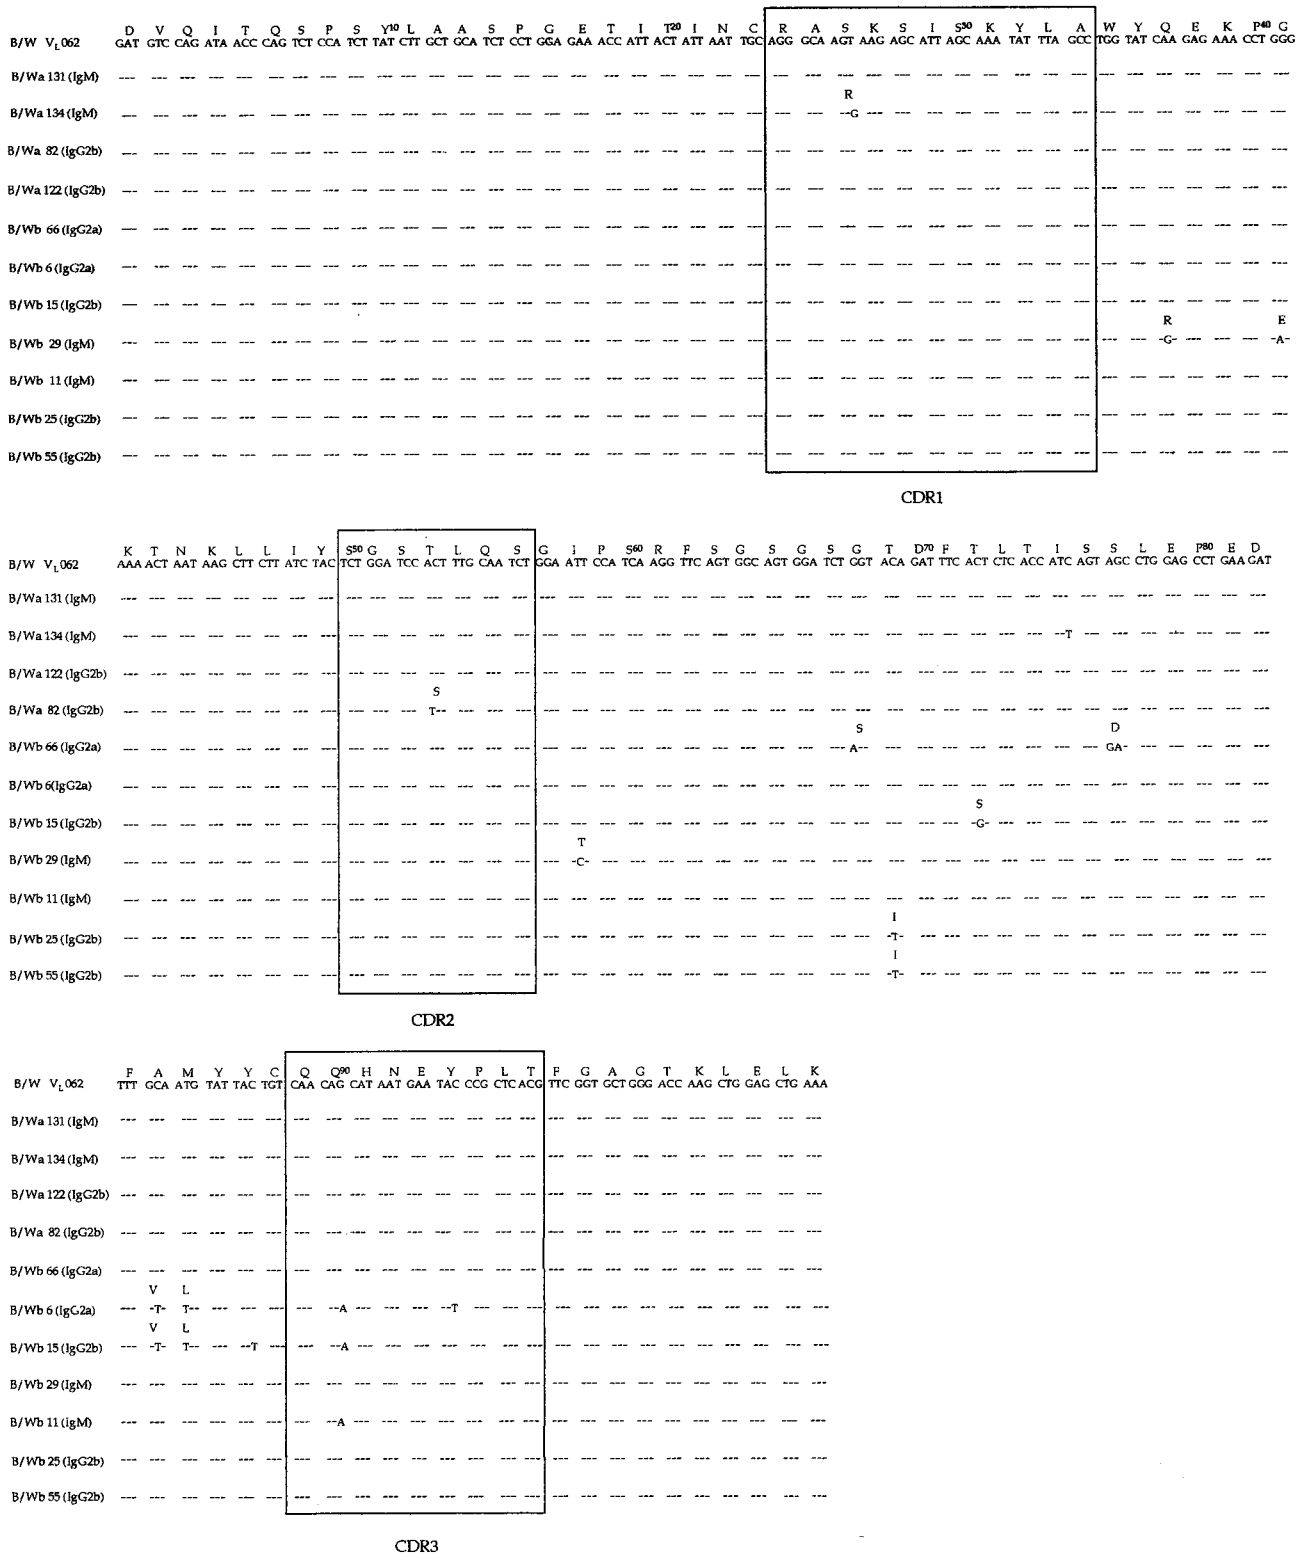 D V Q I T Q S P S Y10 L A A S P G E T I T20 I N C R A S K S I S30 K Y L A W Y Q E K P40 G
B/W VL062 GAT GTC CAG ATA ACC CAG TCT CCA TCT TAT CTT GCT GCA TCT CCT GGA GAA ACC ATT ACT ATT AAT TGC AGG GCA AGT AAG AGC ATT AGC AAA TAT TTA GCC TGG TAT CAA GAG AAA CCT GGG
B/Wa 131 (IgM)
R
B/Wa 134 (IgM) --G
B/Wa 82 (IgG2b)
B/Wa 122 (IgG2b)
B/Wb 66 (IgG2a)
B/Wb 6 (IgG2a)
B/Wb 15 (IgG2b)
R E
B/Wb 29 (IgM) -G- -A-
B/Wb 11 (IgM)
B/Wb 25 (IgG2b)
B/Wb 55 (IgG2b)
CDR1
K T N K L L I Y S50 G S T L Q S G I P S60 R F S G S G S G T D70 F T L T I S S L E P80 E D
B/W VL062 AAA ACT AAT AAG CTT CTT ATC TAC TCT GGA TCC ACT TTG CAA TCT GGA ATT CCA TCA AGG TTC AGT GGC AGT GGA TCT GGT ACA GAT TTC ACT CTC ACC ATC AGT AGC CTG GAG CCT GAA GAT
B/Wa 131 (IgM)
B/Wa 134 (IgM) --T
B/Wa 122 (IgG2b)
S
B/Wa 82 (IgG2b) T--
S D
B/Wb 66 (IgG2a) A-- GA-
B/Wb 6(IgG2a)
S
B/Wb 15 (IgG2b) -G-
T
B/Wb 29 (IgM) -C-
B/Wb 11 (IgM)
I
B/Wb 25 (IgG2b) -T-
I
B/Wb 55 (IgG2b) -T-
CDR2
F A M Y Y C Q Q90 H N E Y P L T F G A G T K L E L K
B/W VL062 TTT GCA ATG TAT TAC TGT CAA CAG CAT AAT GAA TAC CCG CTC ACG TTC GGT GCT GGG ACC AAG CTG GAG CTG AAA
B/Wa 131 (IgM)
B/Wa 134 (IgM)
B/Wa 122 (IgG2b)
B/Wa 82 (IgG2b)
B/Wb 66 (IgG2a)
V L
B/Wb 6 (IgG2a) -T- T-- --A --T
V L
B/Wb 15 (IgG2b) -T- T-- --T --A
B/Wb 29 (IgM)
B/Wb 11 (IgM) --A
B/Wb 25 (IgG2b)
B/Wb 55 (IgG2b)
CDR3